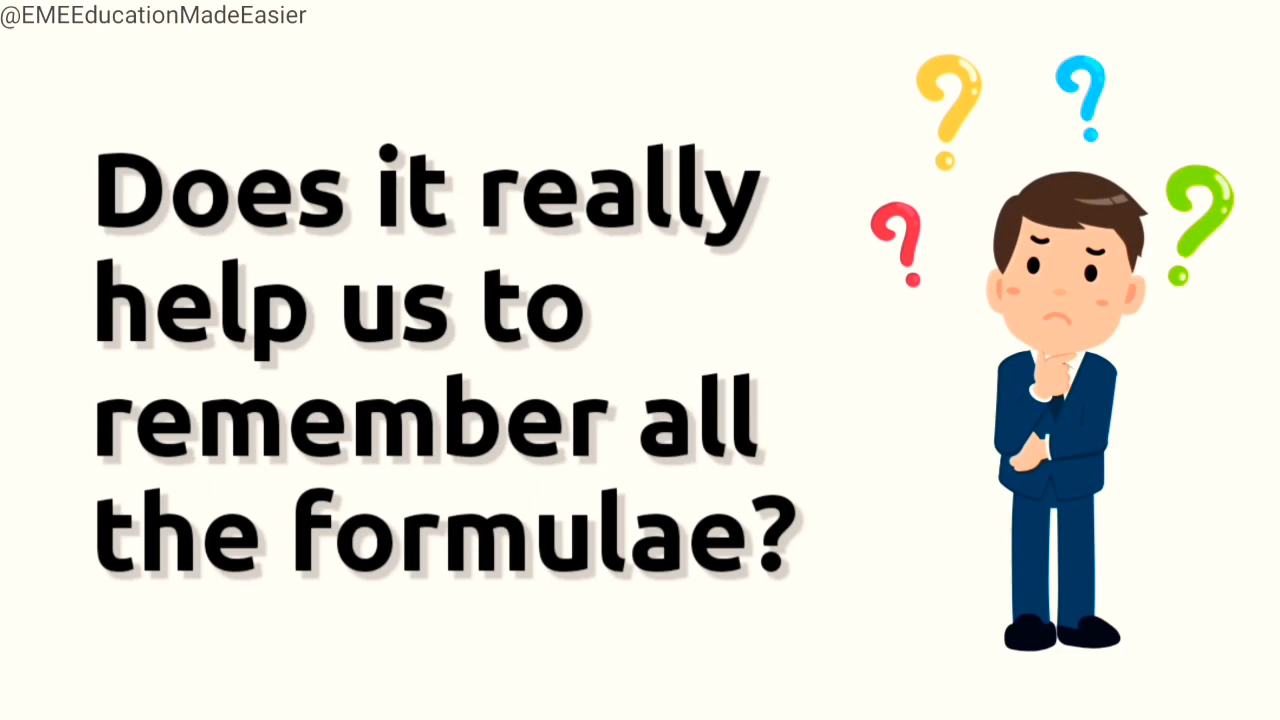 @EMEEducationMadeEasier
Does it really
help us to
remember all
the formulae?